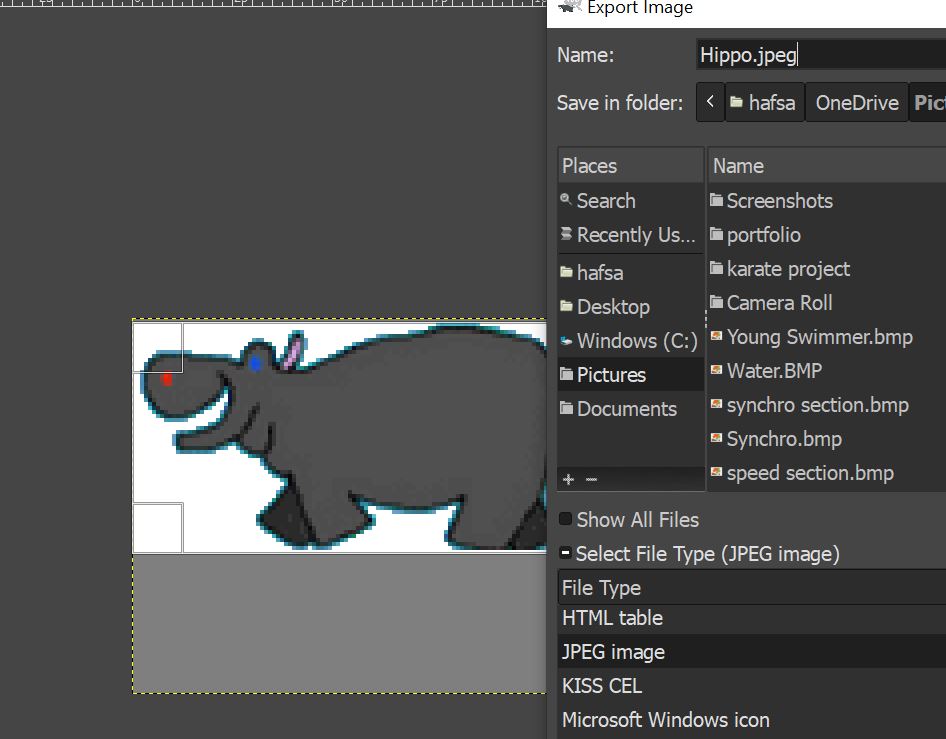 Export Image
Name: Hippo.jpeg
Save in folder: hafsa OneDrive
Places Name
Search Screenshots
Recently Us... portfolio
hafsa karate project
Desktop Camera Roll
Windows (C:) Young Swimmer.bmp
Pictures Water.BMP
Documents synchro section.bmp
Synchro.bmp
speed section.bmp
Show All Files
Select File Type (JPEG image)
File Type
HTML table
JPEG image
KISS CEL
Microsoft Windows icon